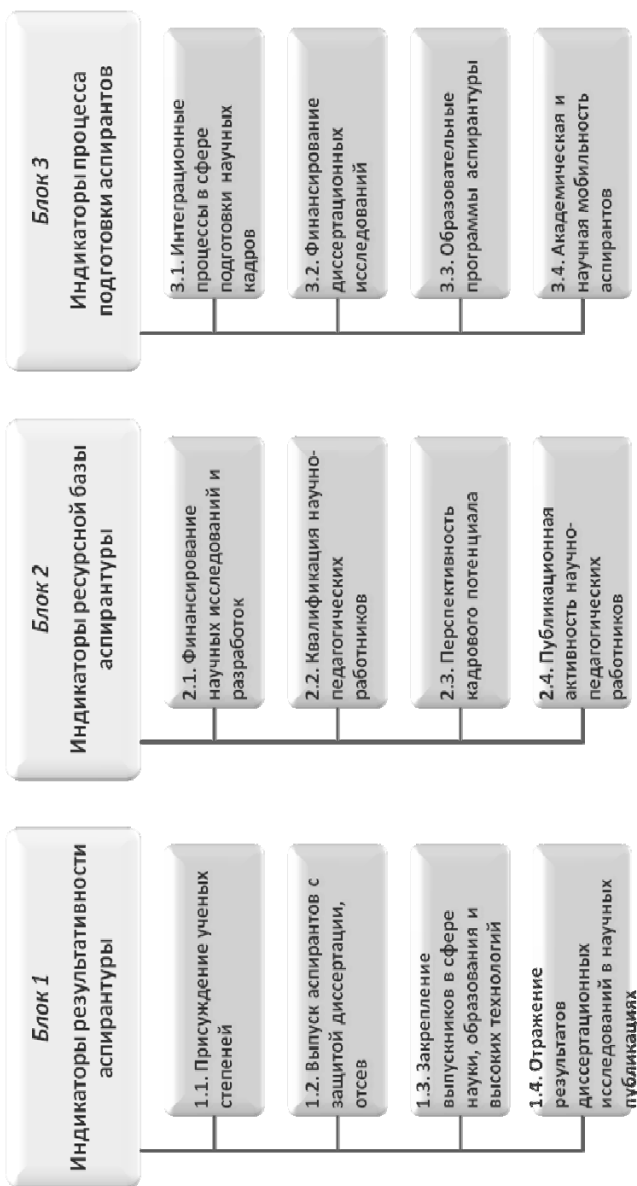 Блок 1
Индикаторы результативности
аспирантуры
1.1. Присуждение ученых
степеней
1.2. Выпуск аспирантов с
защитой диссертации,
отсев
1.3. Закрепление
выпускников в сфере
науки, образования и
высоких технологий
1.4. Отражение
результатов
диссертационных
исследований в научных
публикациях
Блок 2
Индикаторы ресурсной базы
аспирантуры
2.1. Финансирование
научных исследований и
разработок
2.2. Квалификация научно-
педагогических
работников
2.3. Перспективность
кадрового потенциала
2.4. Публикационная
активность научно-
педагогических
работников
Блок 3
Индикаторы процесса
подготовки аспирантов
3.1. Интеграционные
процессы в сфере
подготовки научных
кадров
3.2. Финансирование
диссертационных
исследований
3.3. Образовательные
программы аспирантуры
3.4. Академическая и
научная мобильность
аспирантов